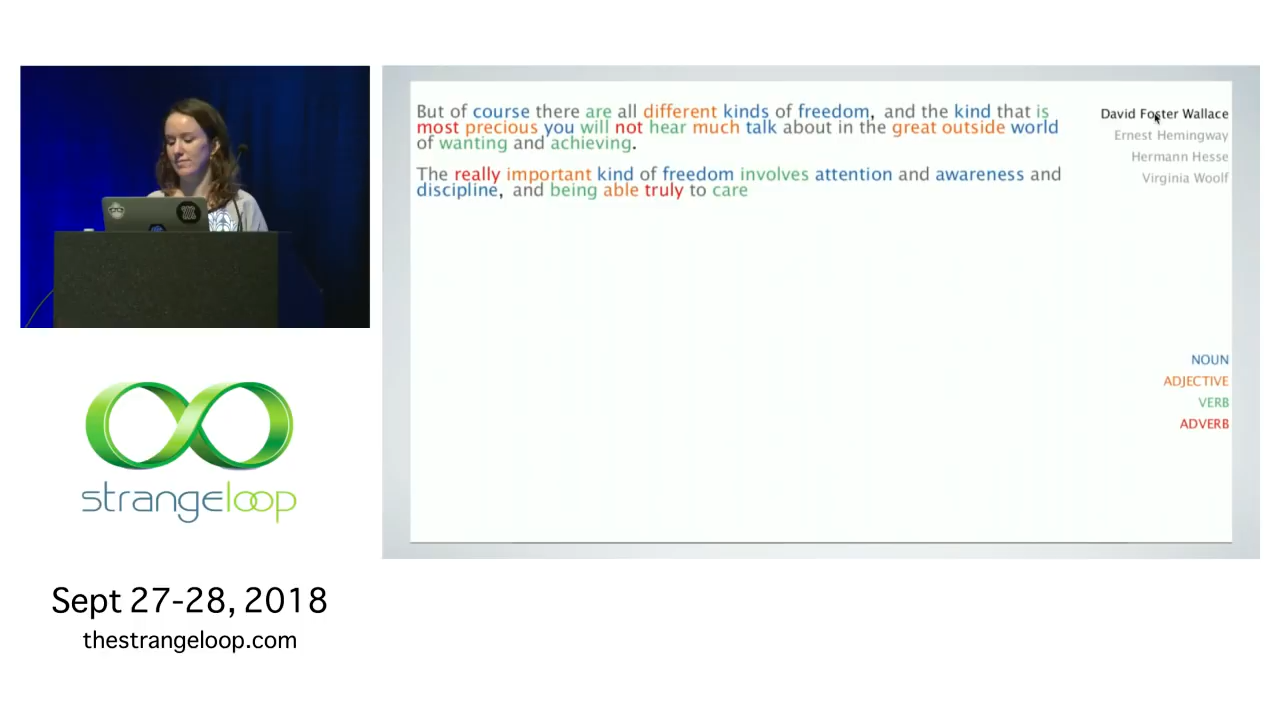 But of course there are all different kinds of freedom, and the kind that is
most precious you will not hear much talk about in the great outside world
of wanting and achieving.
The really important kind of freedom involves attention and awareness and
discipline, and being able truly to care
David Foster Wallace
Ernest Hemingway
Hermann Hesse
Virginia Woolf
NOUN
ADJECTIVE
VERB
ADVERB
strangeloop
Sept 27-28, 2018
thestrangeloop.com